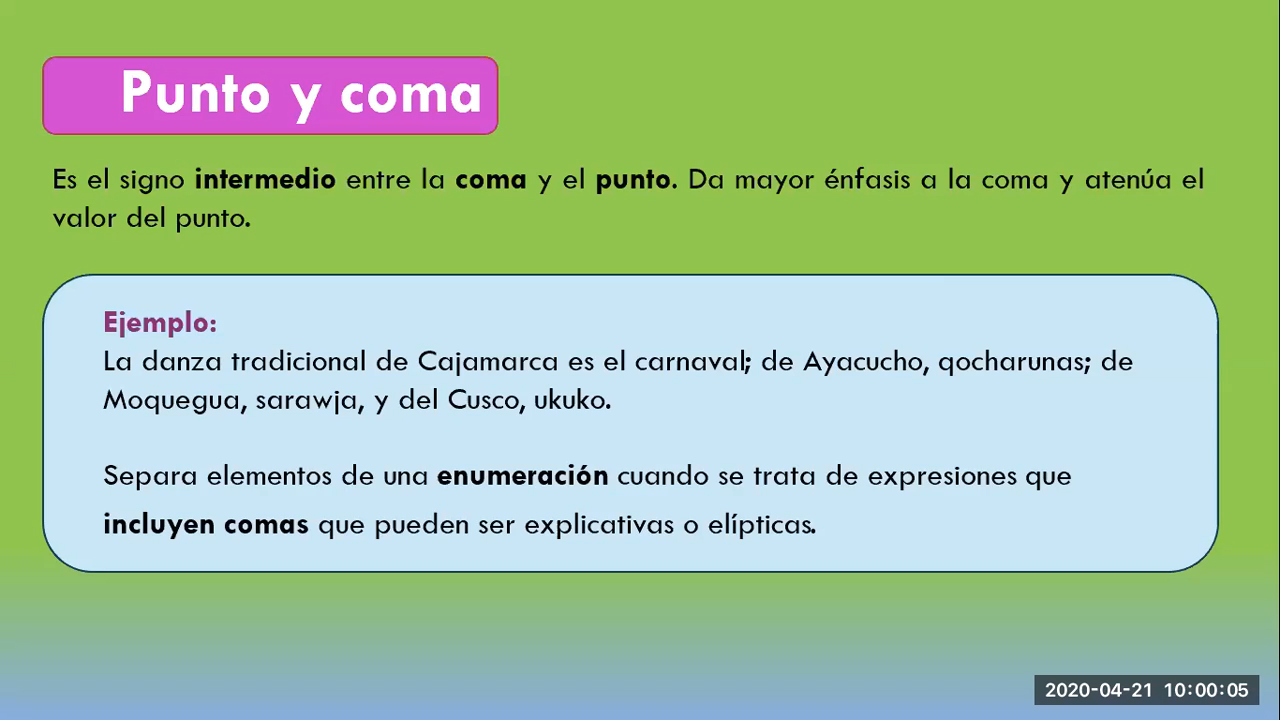 Punto y coma
Es el signo intermedio entre la coma y el punto. Da mayor énfasis a la coma y atenúa el
valor del punto.
Ejemplo:
La danza tradicional de Cajamarca es el carnaval; de Ayacucho, qocharunas; de
Moquegua, sarawja, y del Cusco, ukuko.
Separa elementos de una enumeración cuando se trata de expresiones que
incluyen comas que pueden ser explicativas o elípticas.
2020-04-21 10:00:05